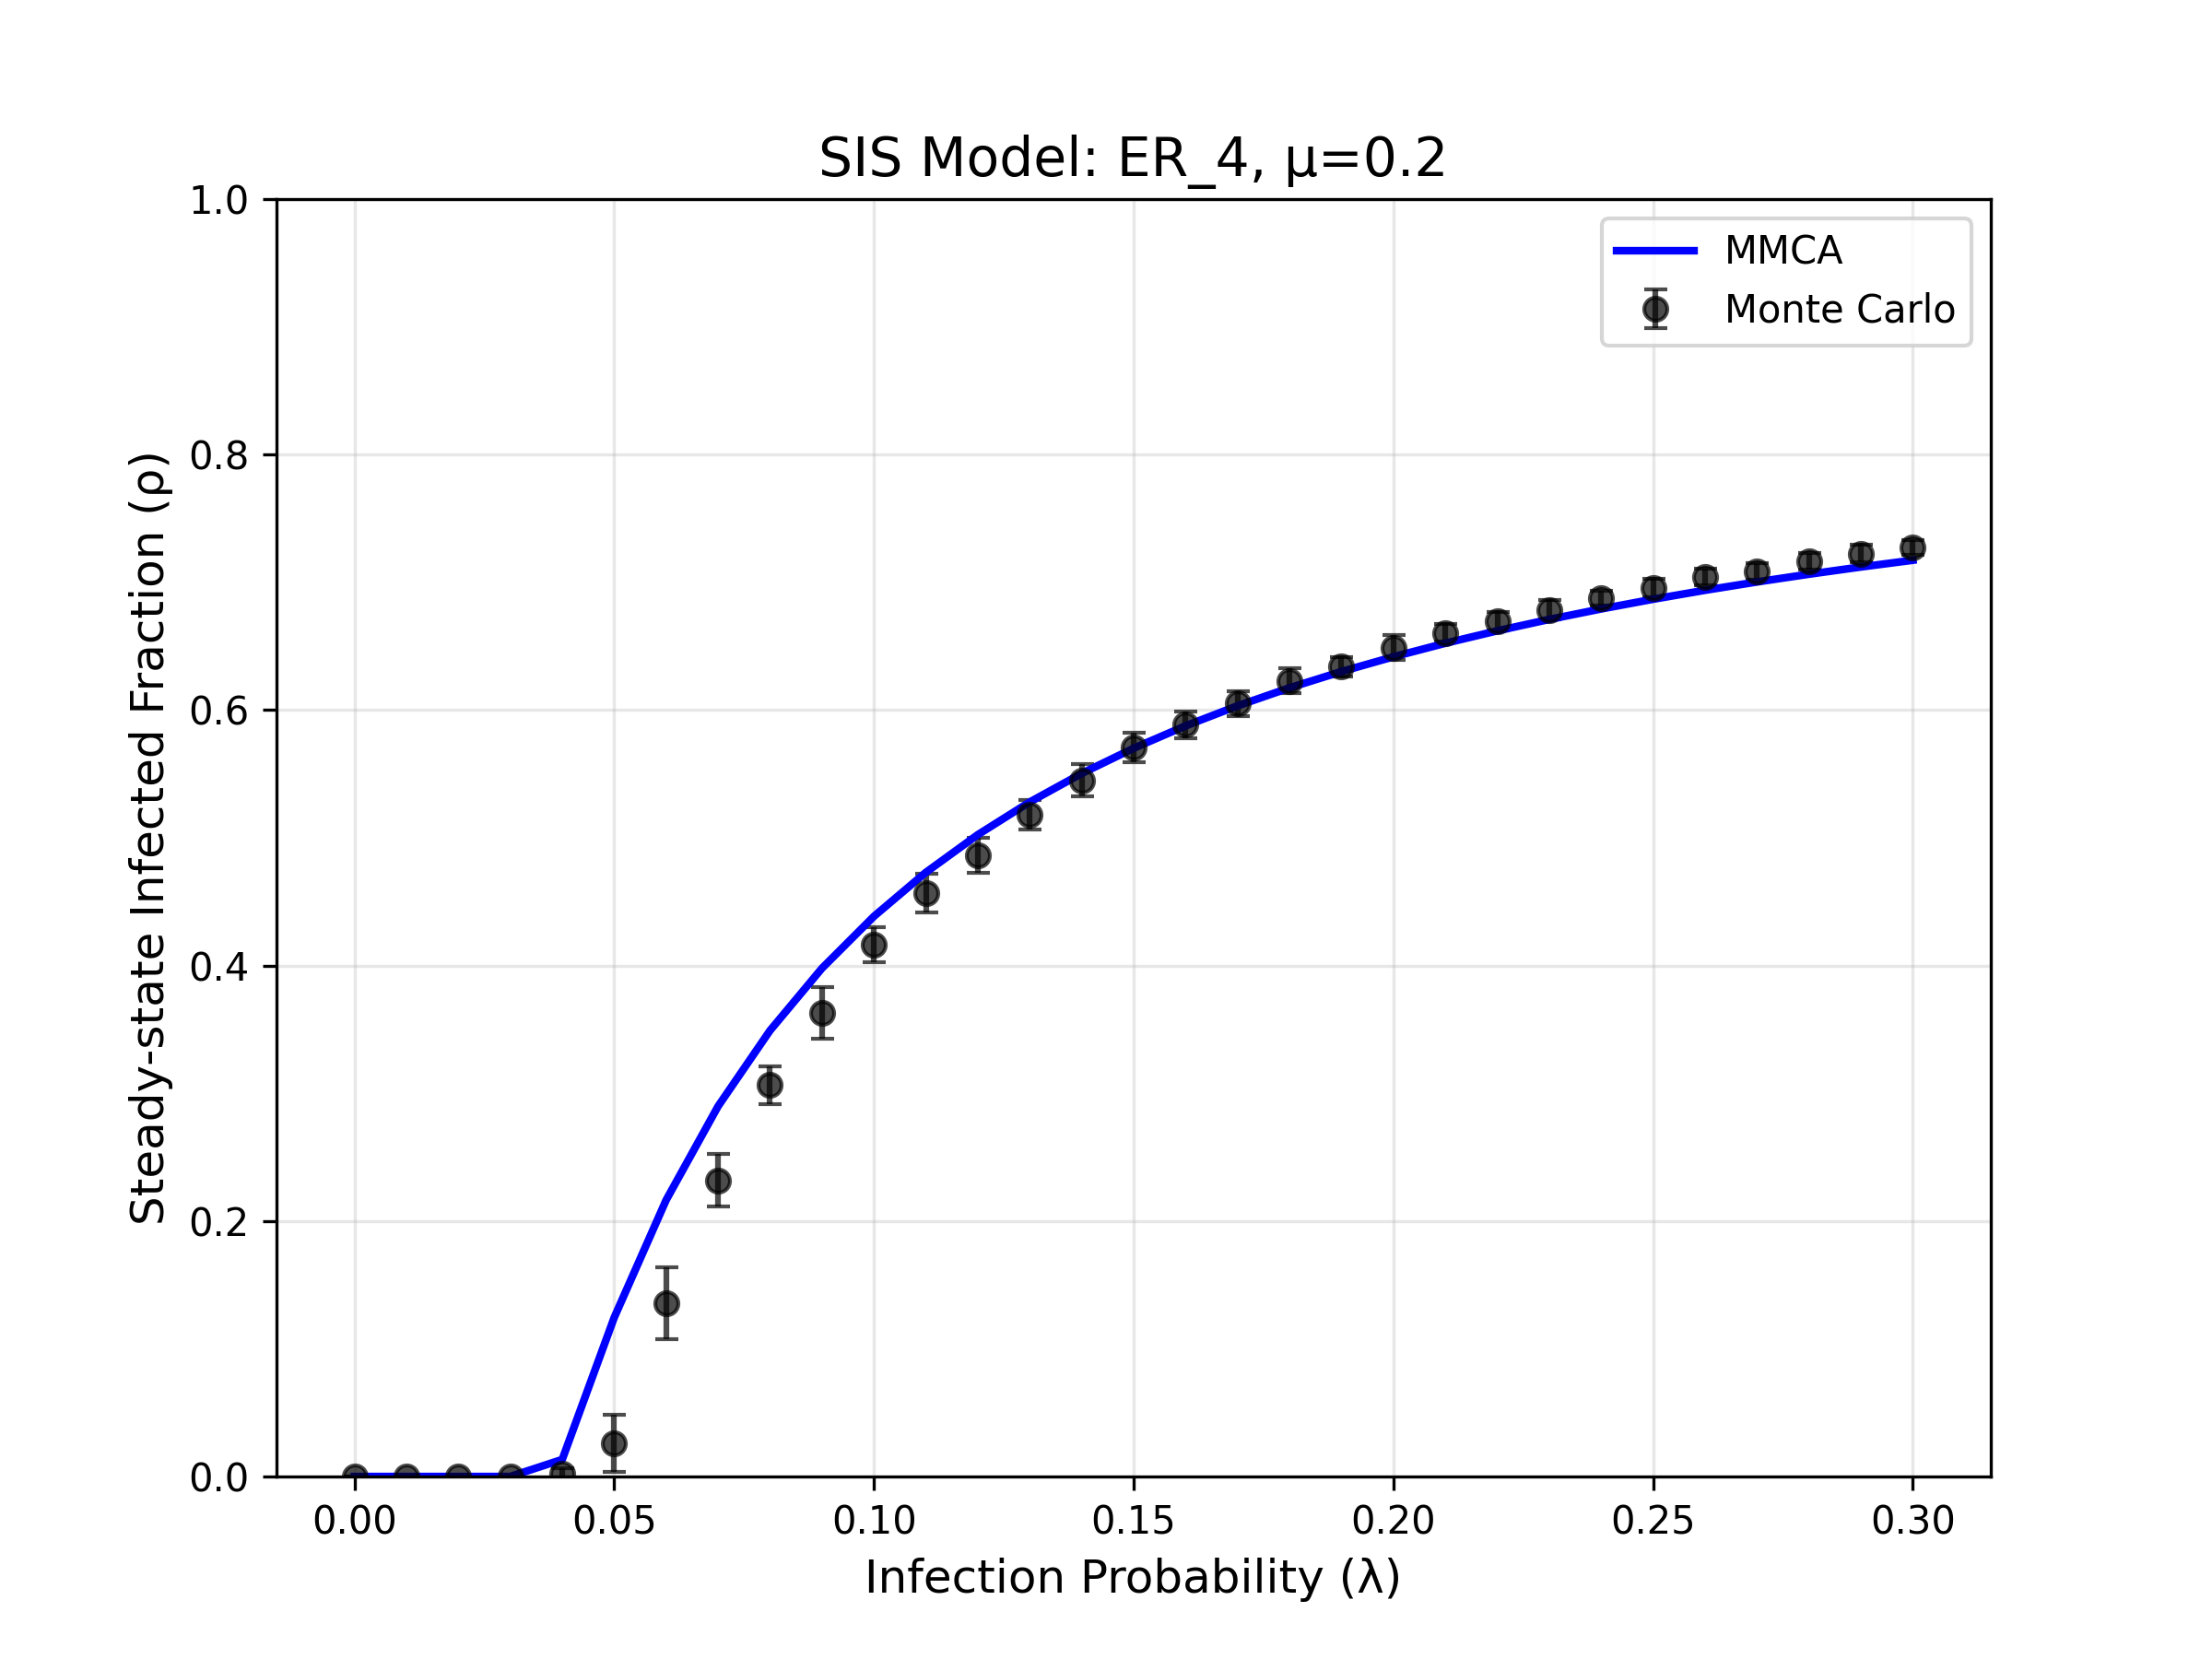 SIS Model: ER_4, μ=0.2
MMCA
Monte Carlo
Steady-state Infected Fraction (ρ)
1.0
0.8
0.6
0.4
0.2
0.0
0.00 0.05 0.10 0.15 0.20 0.25 0.30
Infection Probability (λ)